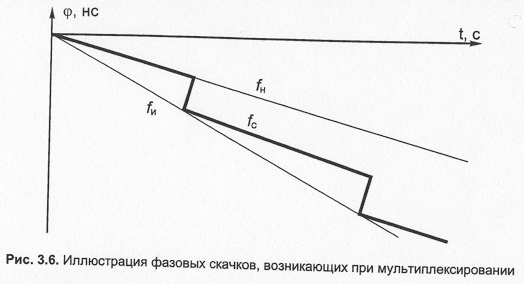 φ, нс
t, с
fн
fи
fс
Рис. 3.6. Иллюстрация фазовых скачков, возникающих при мультиплексировании